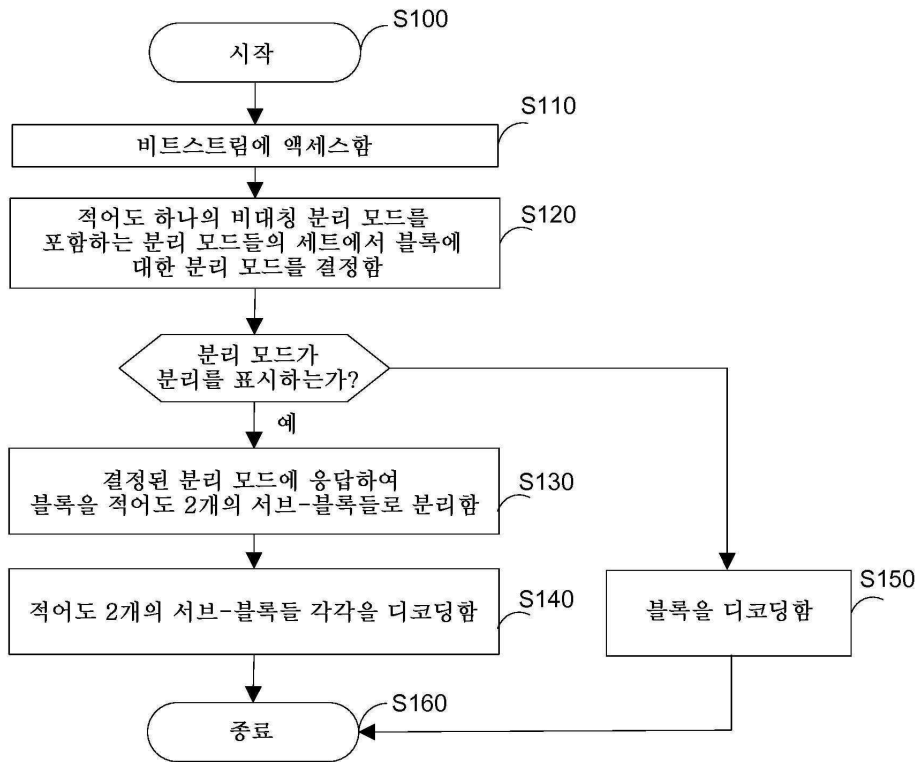 S100
시작
S110
비트스트림에 액세스함
S120
적어도 하나의 비대칭 분리 모드를
포함하는 분리 모드들의 세트에서 블록에
대한 분리 모드를 결정함
분리 모드가
분리를 표시하는가?
예
결정된 분리 모드에 응답하여
블록을 적어도 2개의 서브-블록들로 분리함
S130
적어도 2개의 서브-블록들 각각을 디코딩함
S140
블록을 디코딩함
S150
S160
종료